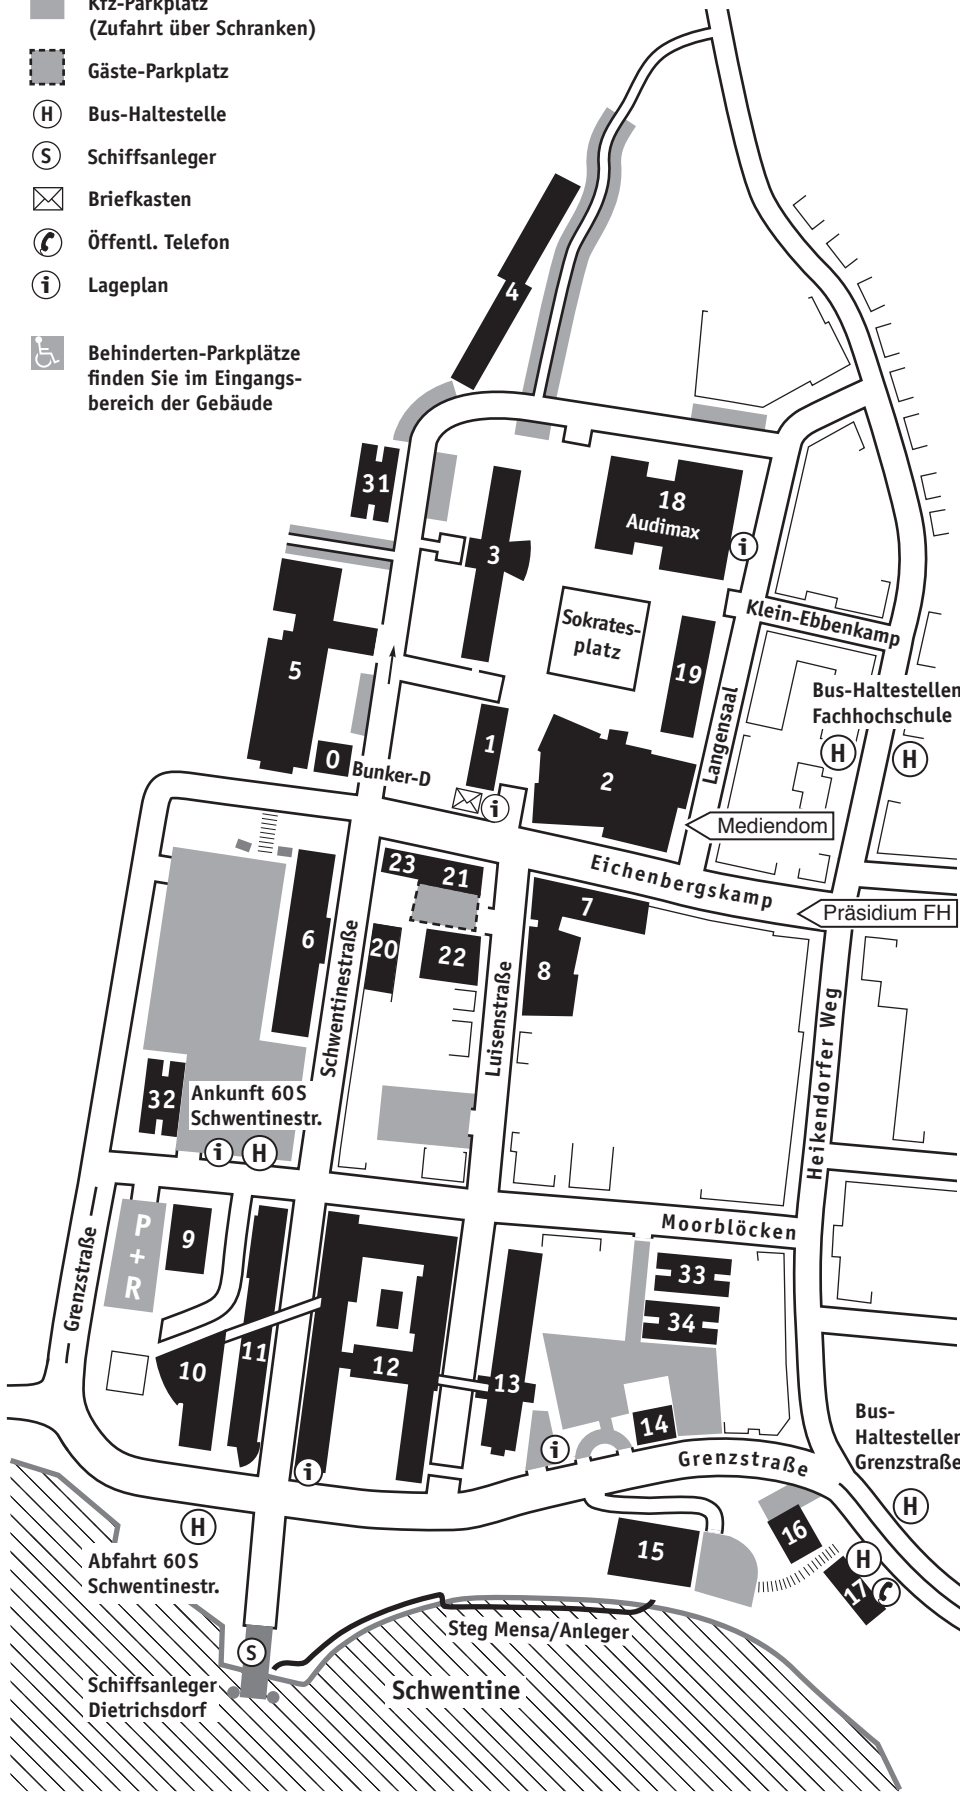 Kfz-Parkplatz
(Zufahrt über Schranken)
Gäste-Parkplatz
H Bus-Haltestelle
S Schiffsanleger
Briefkasten
Öffentl. Telefon
i Lageplan
Behinderten-Parkplätze
finden Sie im Eingangs-
bereich der Gebäude
4
31
18
Audimax
i
3
Klein-Ebbenkamp
Sokrates-
platz
5
19
Bus-Haltestellen
Fachhochschule
H H
Langensaal
1
0
Bunker-D
2
i
Mediendom
23
21
Eichenbergskamp
7
Präsidium FH
6
20
22
8
Schwentinestraße
Luisenstraße
Heikendorfer Weg
32
Ankunft 60S
Schwentinestr.
i H
P
+
R
9
Moorblöcken
Grenzstraße
33
34
10
11
12
13
14
Bus-
Haltestellen
Grenzstraße
i
Grenzstraße
i
H
H
16
15
H
17
Abfahrt 60S
Schwentinestr.
Steg Mensa/Anleger
S
Schiffsanleger
Dietrichsdorf
Schwentine